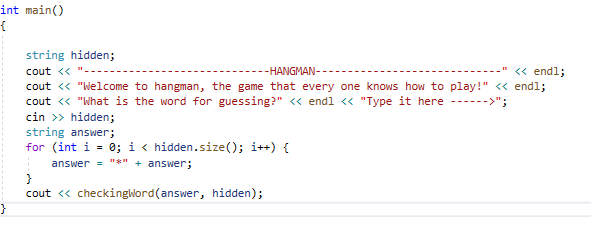 int main()
{
string hidden;
cout << "-----------------------------HANGMAN-----------------------------" << endl;
cout << "Welcome to hangman, the game that every one knows how to play!" << endl;
cout << "What is the word for guessing?" << endl << "Type it here ------>";
cin >> hidden;
string answer;
for (int i = 0; i < hidden.size(); i++) {
answer = "*" + answer;
}
cout << checkingWord(answer, hidden);
}